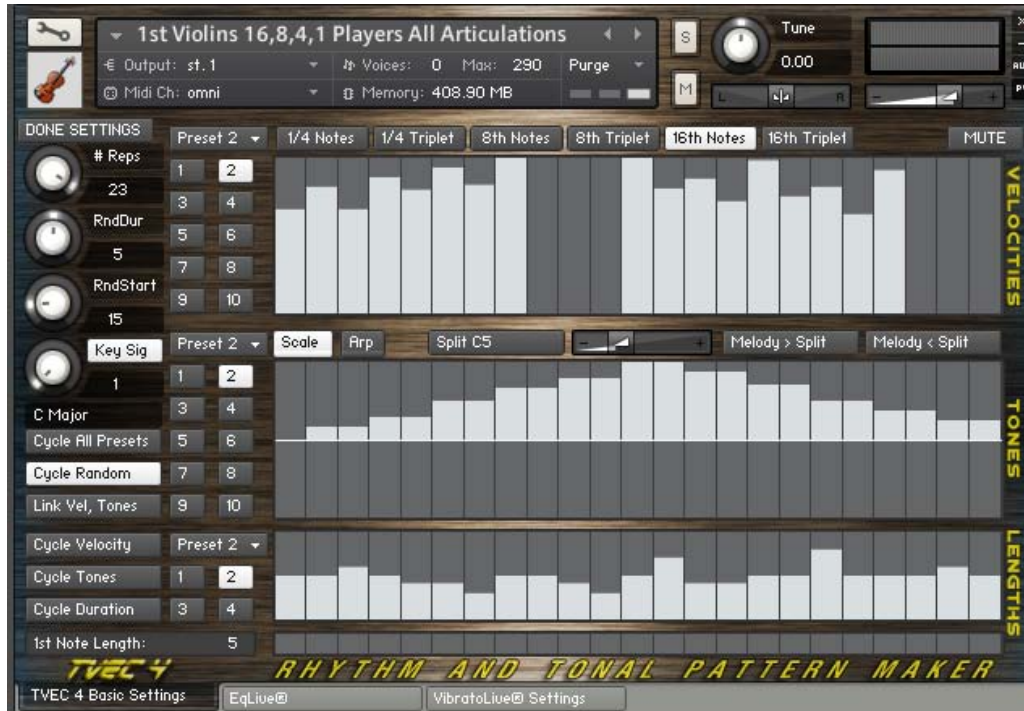 1st Violins 16,8,4,1 Players All Articulations
S
Tune
0.00
Output: st.1
Voices: 0 Max: 290 Purge
Midi Ch: omni
Memory: 408.90 MB
M
L R
- +
DONE SETTINGS
Preset 2
1/4 Notes 1/4 Triplet 8th Notes 8th Triplet 16th Notes 16th Triplet MUTE
# Reps
23
RndDur
5
RndStart
15
1 2
3 4
5 6
7 8
9 10
VELOCITIES
Key Sig
1
C Major
Preset 2
Scale Arp Split C5 - + Melody > Split Melody < Split
1 2
3 4
Cycle All Presets 5 6
Cycle Random 7 8
Link Vel, Tones 9 10
TONES
Cycle Velocity Preset 2
Cycle Tones 1 2
Cycle Duration 3 4
1st Note Length: 5
LENGTHS
TVEC 4 RHYTHM AND TONAL PATTERN MAKER
TVEC 4 Basic Settings EqLive® VibratoLive® Settings